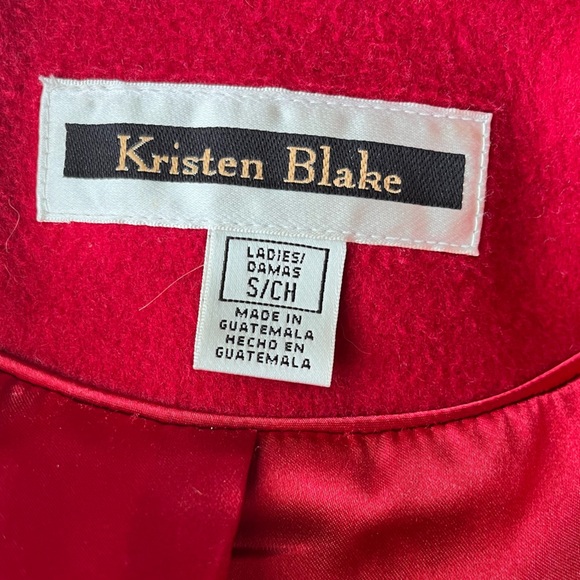 Kristen Blake
LADIES/
DAMAS
S/CH
MADE IN
GUATEMALA
HECHO EN
GUATEMALA